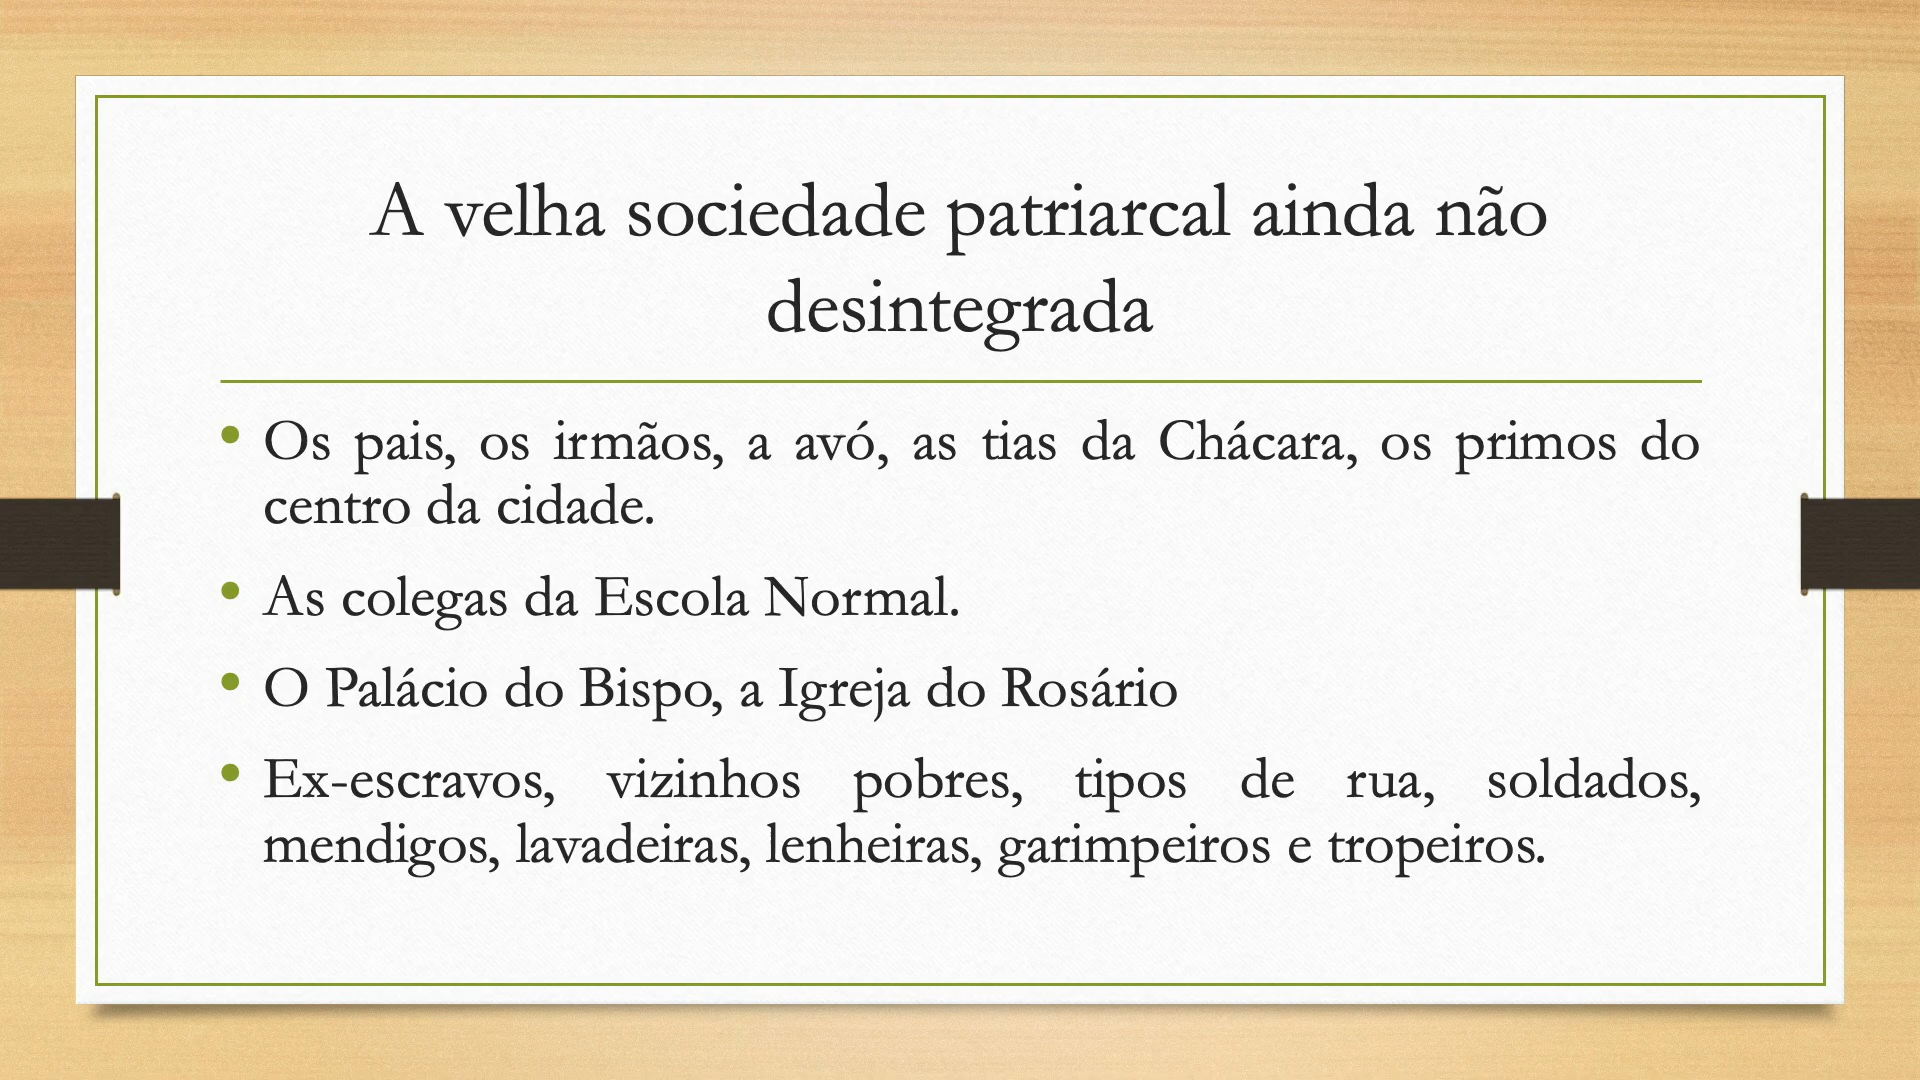 A velha sociedade patriarcal ainda não
desintegrada
• Os pais, os irmãos, a avó, as tias da Chácara, os primos do
centro da cidade.
• As colegas da Escola Normal.
• O Palácio do Bispo, a Igreja do Rosário
• Ex-escravos, vizinhos pobres, tipos de rua, soldados,
mendigos, lavadeiras, lenheiras, garimpeiros e tropeiros.